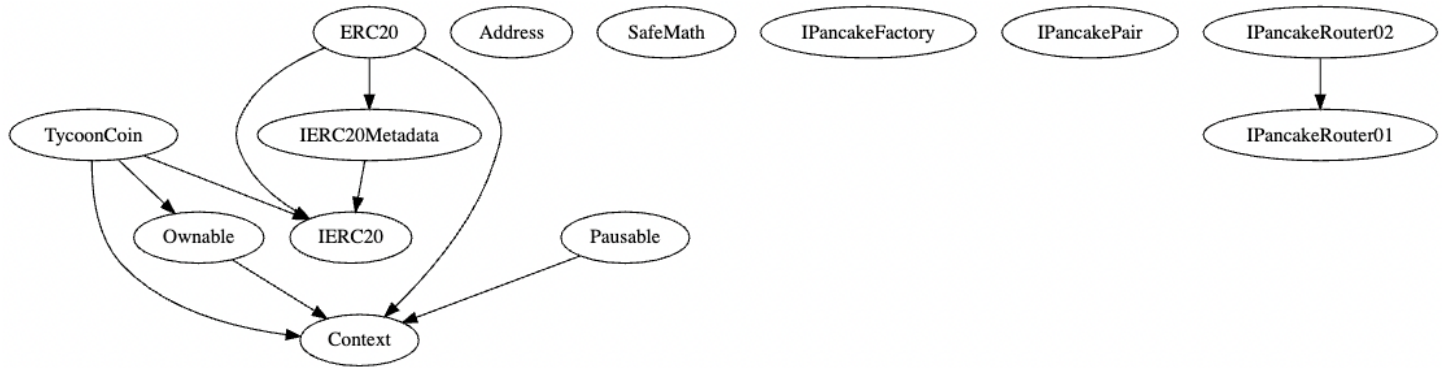 ERC20
Address
SafeMath
IPancakeFactory
IPancakePair
IPancakeRouter02
TycoonCoin
IERC20Metadata
IPancakeRouter01
Ownable
IERC20
Pausable
Context